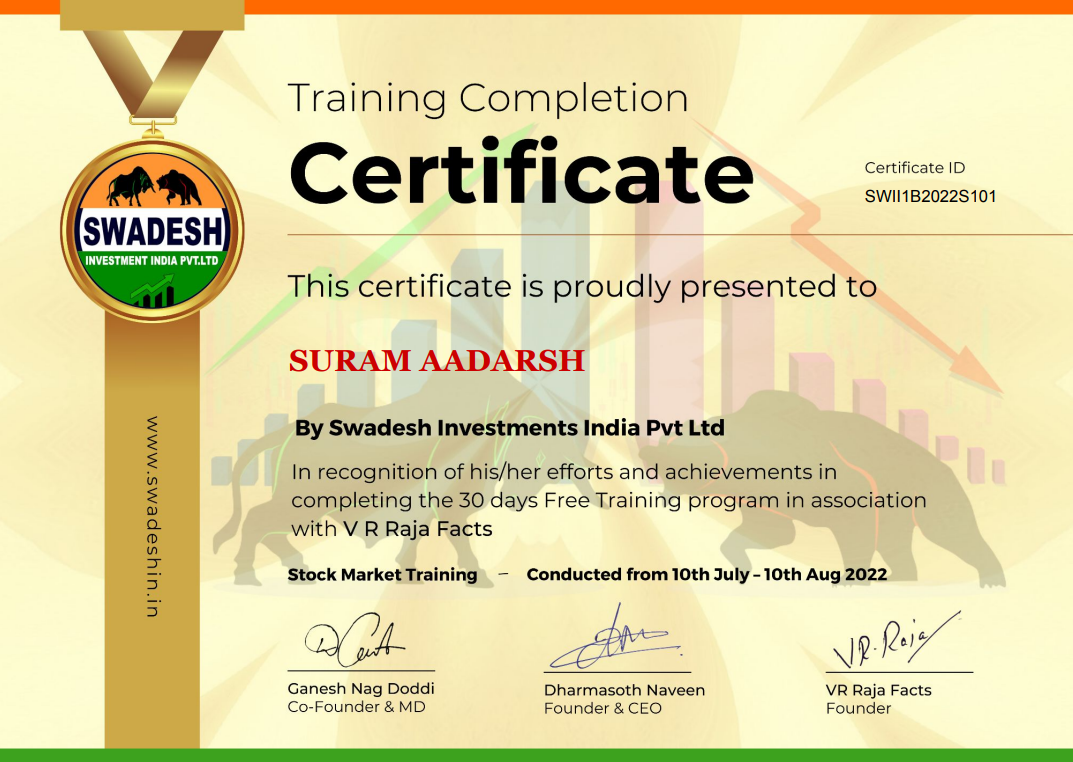 Training Completion
Certificate
Certificate ID
SWII1B2022S101
SWADESH
INVESTMENT INDIA PVT.LTD
This certificate is proudly presented to
SURAM AADARSH
By Swadesh Investments India Pvt Ltd
In recognition of his/her efforts and achievements in
completing the 30 days Free Training program in association
with V R Raja Facts
www.swadeshin.in
Stock Market Training – Conducted from 10th July – 10th Aug 2022
VR. Raja
Ganesh Nag Doddi
Co-Founder & MD
Dharmasoth Naveen
Founder & CEO
VR Raja Facts
Founder